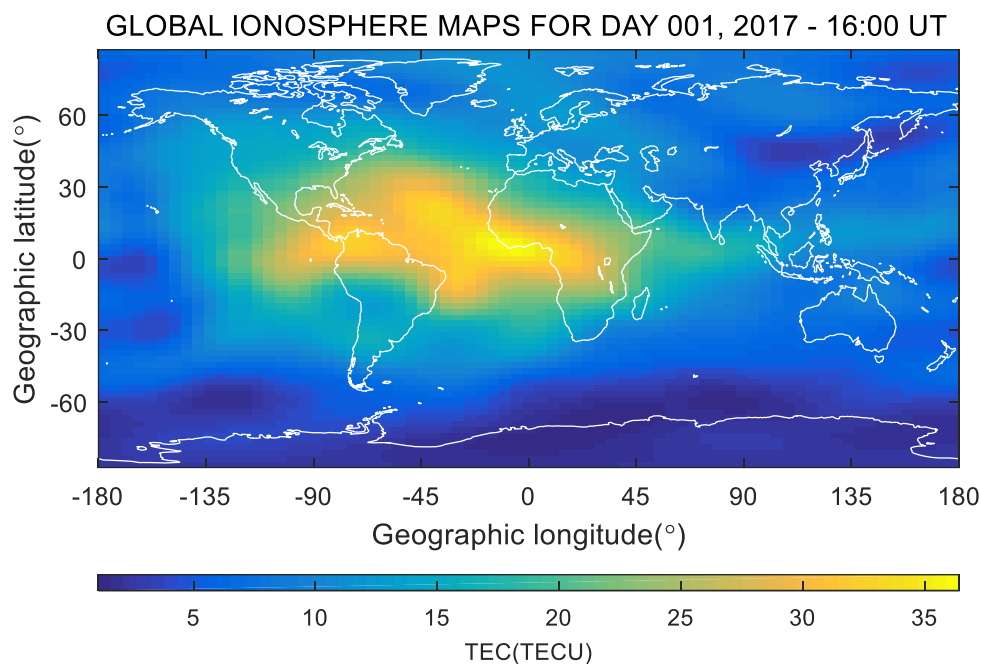 GLOBAL IONOSPHERE MAPS FOR DAY 001, 2017 - 16:00 UT
Geographic latitude(°)
60
30
0
-30
-60
-180 -135 -90 -45 0 45 90 135 180
Geographic longitude(°)
5 10 15 20 25 30 35
TEC(TECU)